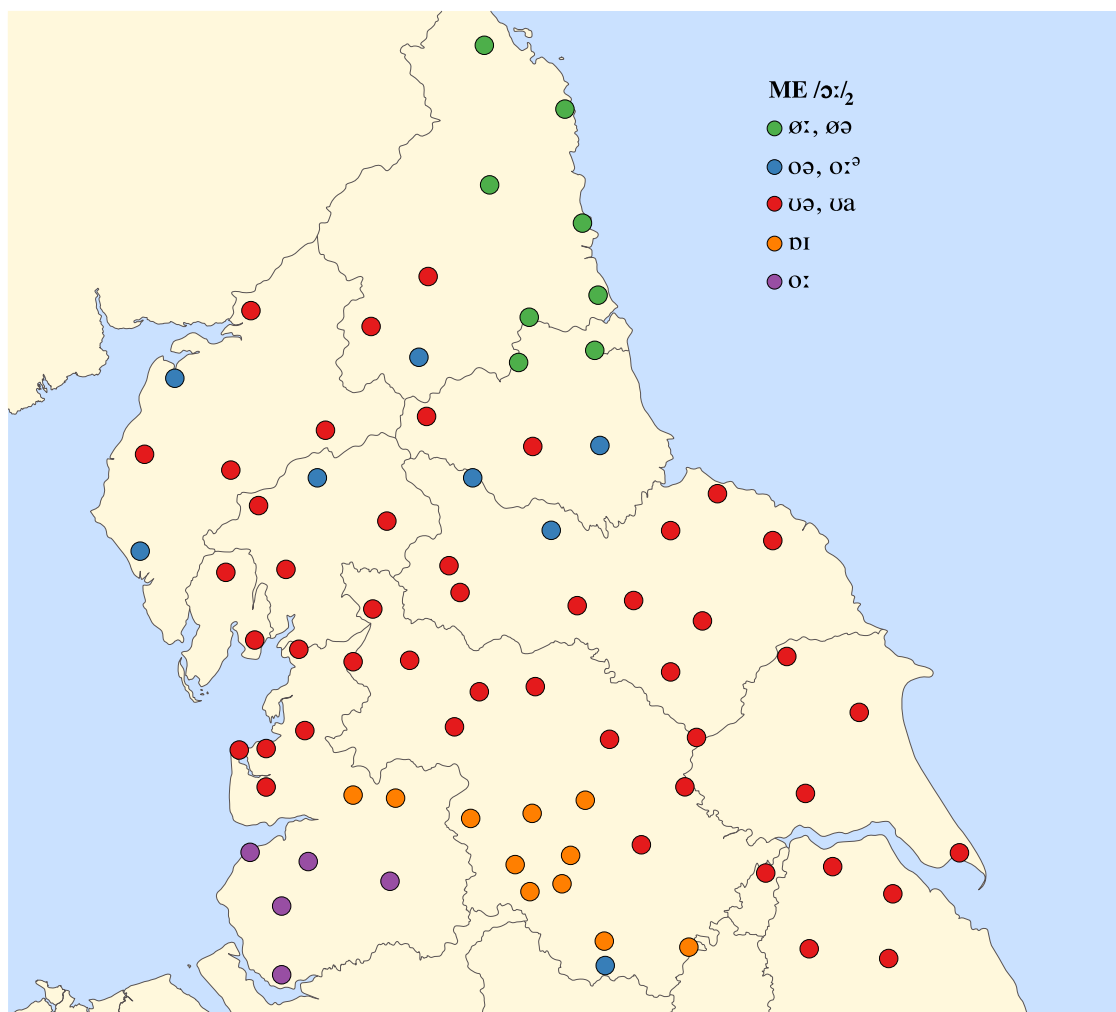 ME /ɔː/₂
øː, øə
oə, oːᵊ
ʊə, ʊa
ɒɪ
oː